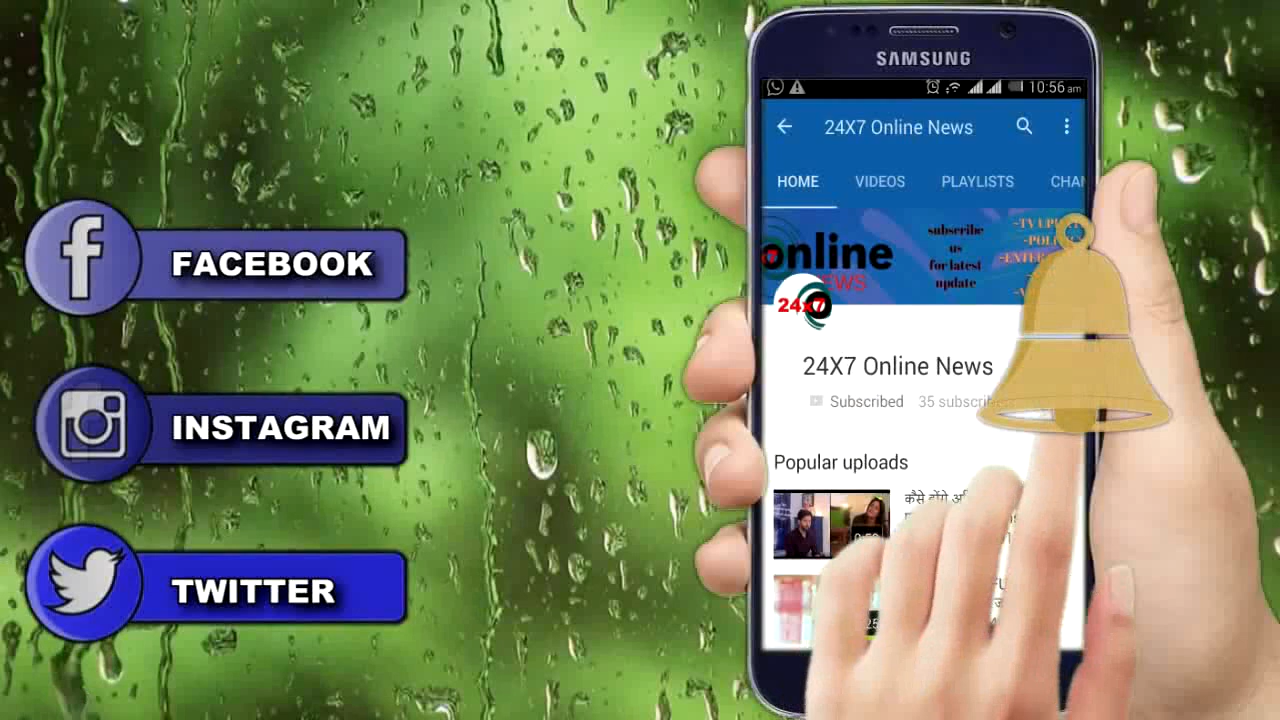 FACEBOOK
INSTAGRAM
TWITTER
SAMSUNG
10:56 am
24X7 Online News
HOME VIDEOS PLAYLISTS
online
NEWS
subscribe
us
for latest
update
24x7
24X7 Online News
Subscribed 35
Popular uploads
कैसे होंगे